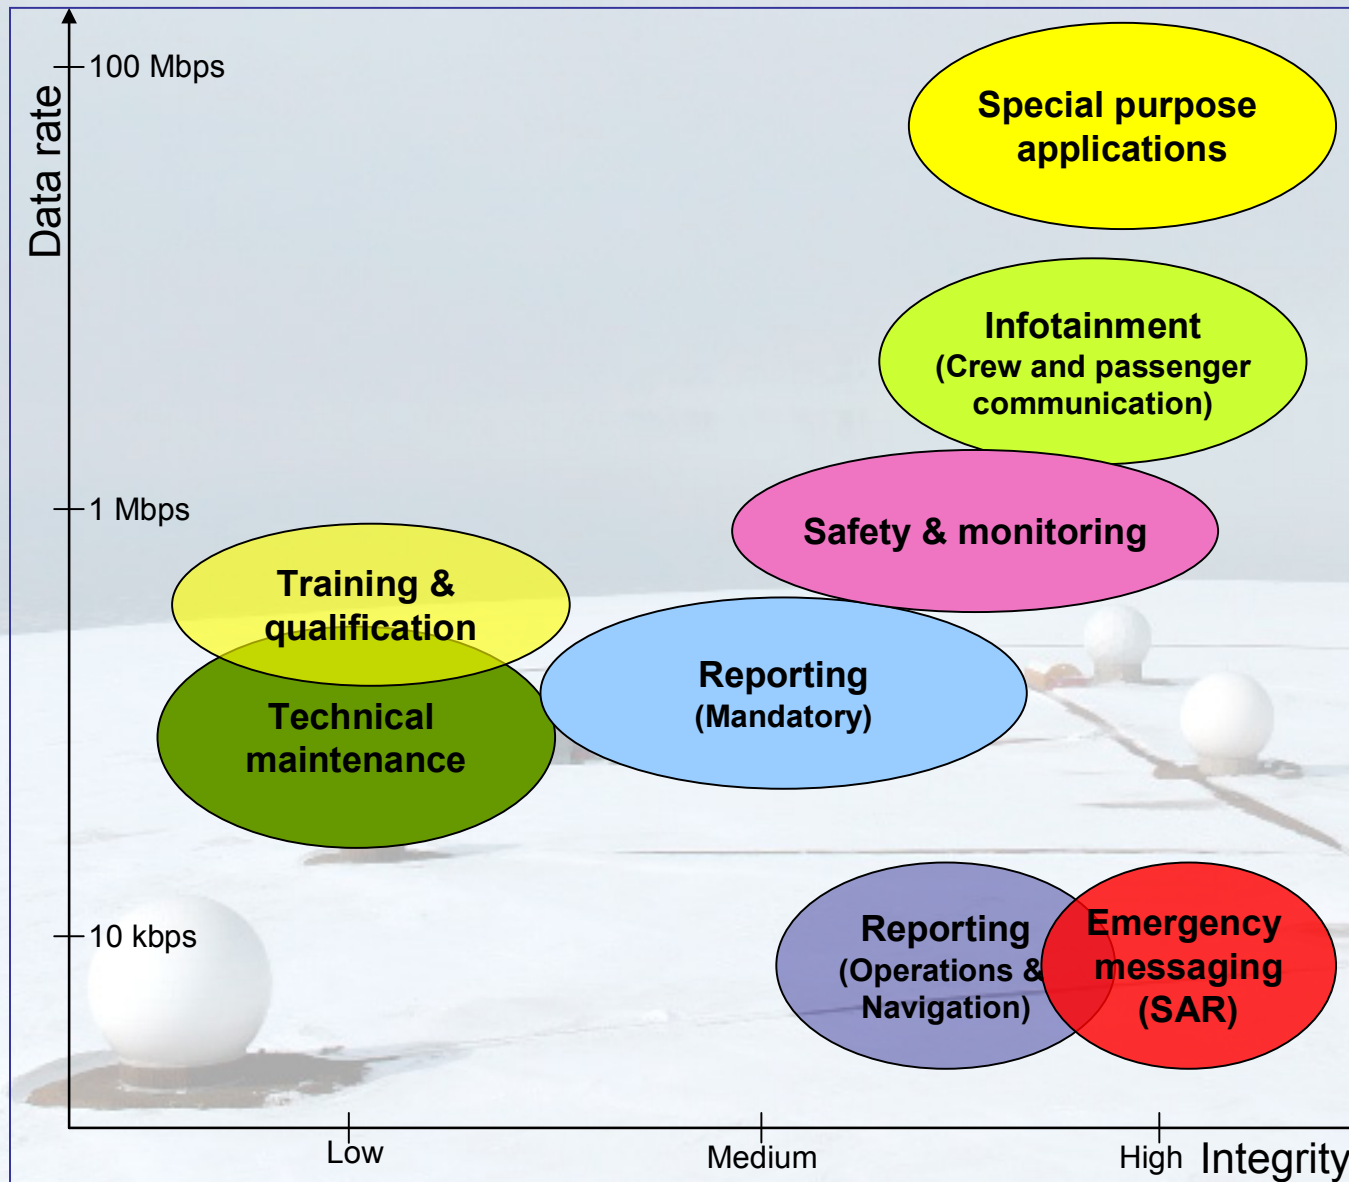 100 Mbps
Data rate
Special purpose
applications
Infotainment
(Crew and passenger
communication)
1 Mbps
Safety & monitoring
Training &
qualification
Reporting
(Mandatory)
Technical
maintenance
10 kbps
Reporting
(Operations &
Navigation)
Emergency
messaging
(SAR)
Low
Medium
High
Integrity